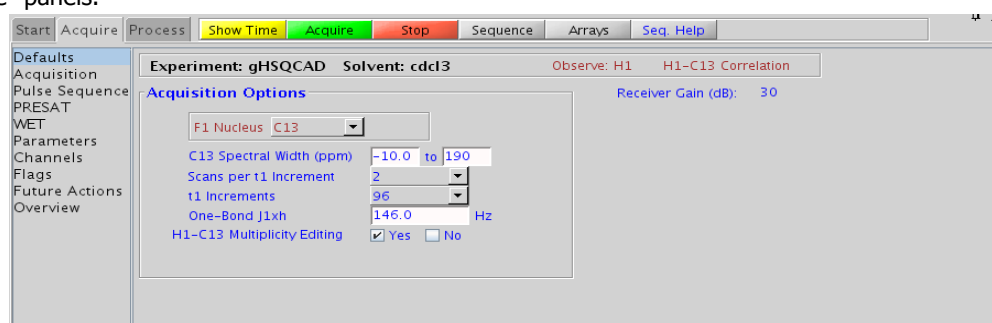 e" panels.
Start Acquire Process Show Time Acquire Stop Sequence Arrays Seq. Help
Defaults
Acquisition
Pulse Sequence
PRESAT
WET
Parameters
Channels
Flags
Future Actions
Overview
Experiment: gHSQCAD Solvent: cdcl3 Observe: H1 H1-C13 Correlation
Acquisition Options Receiver Gain (dB): 30
F1 Nucleus C13
C13 Spectral Width (ppm) -10.0 to 190
Scans per t1 Increment 2
t1 Increments 96
One-Bond J1xh 146.0 Hz
H1-C13 Multiplicity Editing Yes No